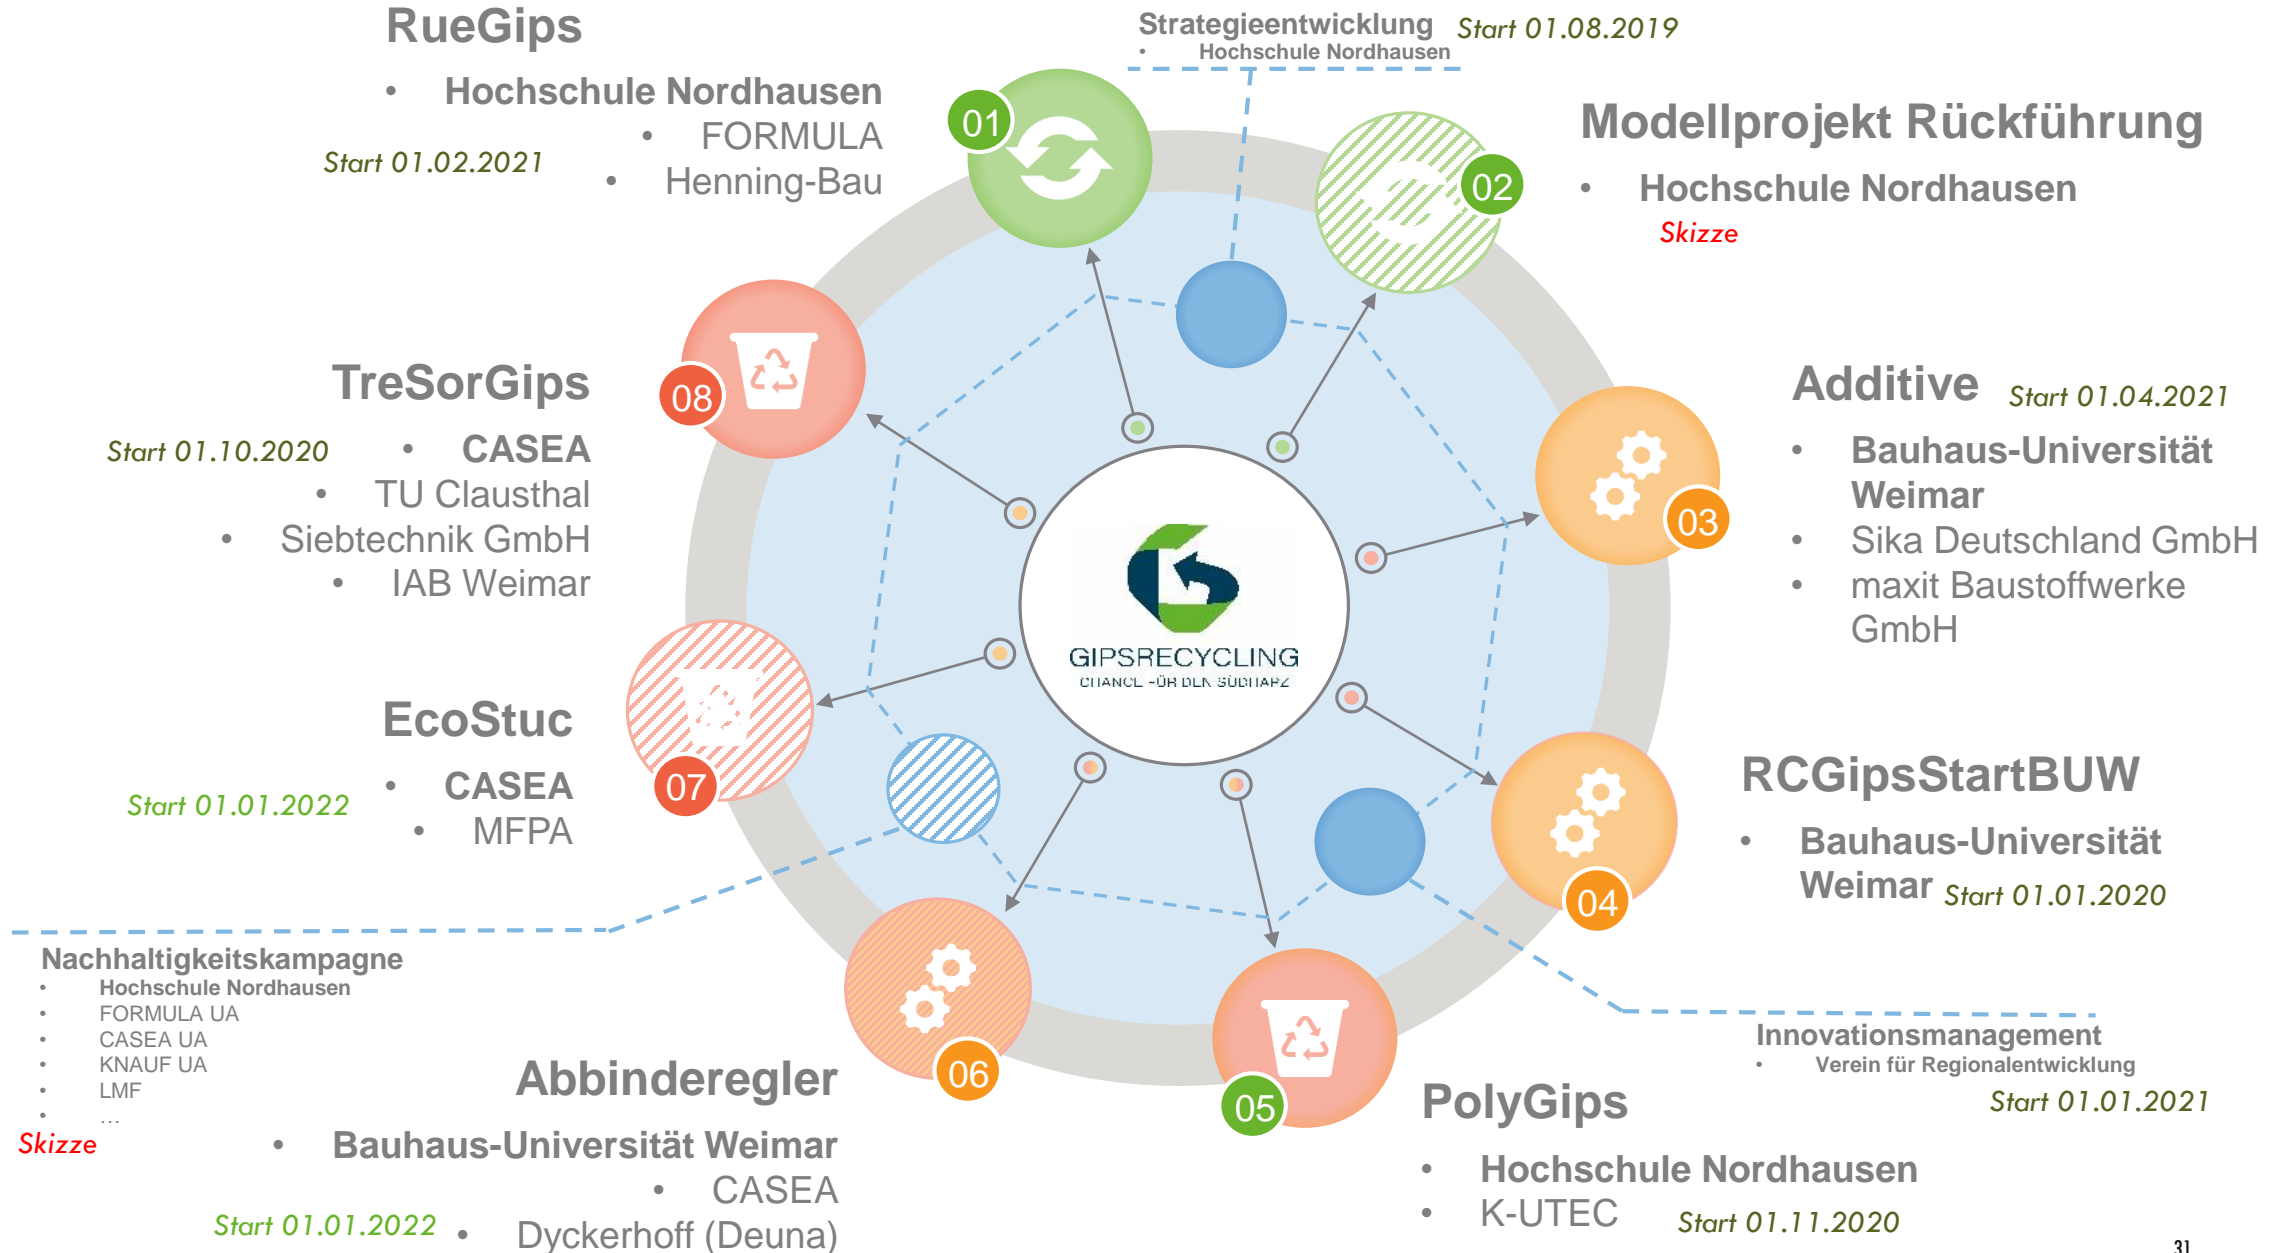 RueGips
• Hochschule Nordhausen
• FORMULA
• Henning-Bau
Start 01.02.2021
01
Strategieentwicklung
Start 01.08.2019
• Hochschule Nordhausen
02
Modellprojekt Rückführung
• Hochschule Nordhausen
Skizze
Additive
Start 01.04.2021
• Bauhaus-Universität
Weimar
• Sika Deutschland GmbH
• maxit Baustoffwerke
GmbH
03
RCGipsStartBUW
• Bauhaus-Universität
Weimar
Start 01.01.2020
04
Innovationsmanagement
• Verein für Regionalentwicklung
Start 01.01.2021
05
PolyGips
• Hochschule Nordhausen
• K-UTEC
Start 01.11.2020
06
Abbinderegler
• Bauhaus-Universität Weimar
• CASEA
• Dyckerhoff (Deuna)
Start 01.01.2022
Nachhaltigkeitskampagne
• Hochschule Nordhausen
• FORMULA UA
• CASEA UA
• KNAUF UA
• LMF
• …
Skizze
07
EcoStuc
• CASEA
• MFPA
Start 01.01.2022
08
TreSorGips
• CASEA
• TU Clausthal
• Siebtechnik GmbH
• IAB Weimar
Start 01.10.2020
GIPSRECYCLING
CHANCE FÜR DEN SÜDHARZ
31